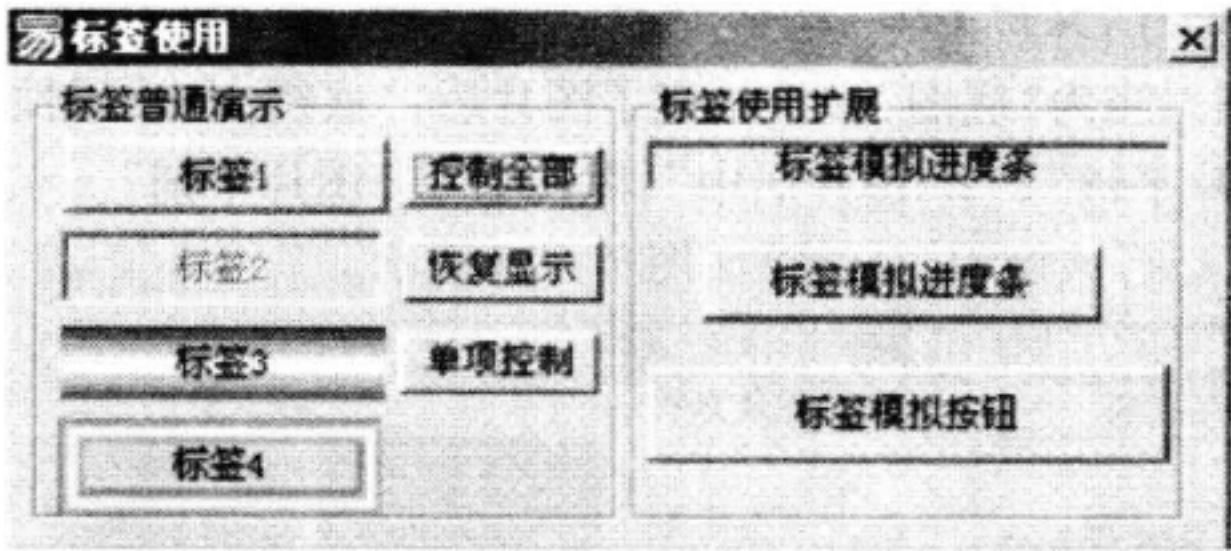 标签使用
标签普通演示
标签1
控制全部
标签2
恢复显示
标签3
单项控制
标签4
标签使用扩展
标签模拟进度条
标签模拟进度条
标签模拟按钮